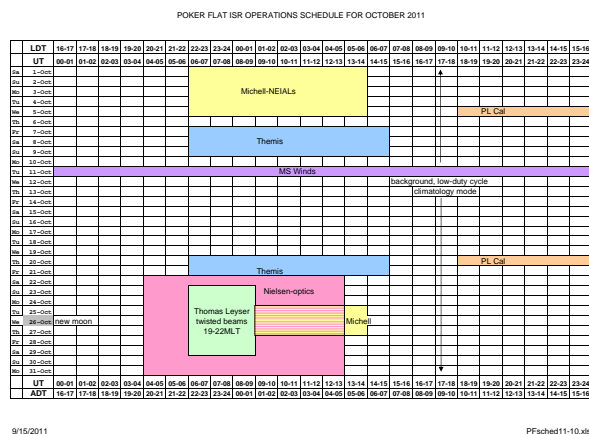 POKER FLAT ISR OPERATIONS SCHEDULE FOR OCTOBER 2011
LDT 16-17 17-18 18-19 19-20 20-21 21-22 22-23 23-24 00-01 01-02 02-03 03-04 04-05 05-06 06-07 07-08 08-09 09-10 10-11 11-12 12-13 13-14 14-15 15-16
UT 00-01 01-02 02-03 03-04 04-05 05-06 06-07 07-08 08-09 09-10 10-11 11-12 12-13 13-14 14-15 15-16 16-17 17-18 18-19 19-20 20-21 21-22 22-23 23-24
Sa 1-Oct
Su 2-Oct
Mo 3-Oct Michell-NEIALs
Tu 4-Oct
We 5-Oct PL Cal
Th 6-Oct
Fr 7-Oct
Sa 8-Oct Themis
Su 9-Oct
Mo 10-Oct
Tu 11-Oct MS Winds
We 12-Oct background, low-duty cycle
Th 13-Oct climatology mode
Fr 14-Oct
Sa 15-Oct
Su 16-Oct
Mo 17-Oct
Tu 18-Oct
We 19-Oct
Th 20-Oct PL Cal
Fr 21-Oct Themis
Sa 22-Oct
Su 23-Oct Nielsen-optics
Mo 24-Oct
Tu 25-Oct Thomas Leyser
We 26-Oct new moon twisted beams Michell
Th 27-Oct 19-22MLT
Fr 28-Oct
Sa 29-Oct
Su 30-Oct
Mo 31-Oct
UT 00-01 01-02 02-03 03-04 04-05 05-06 06-07 07-08 08-09 09-10 10-11 11-12 12-13 13-14 14-15 15-16 16-17 17-18 18-19 19-20 20-21 21-22 22-23 23-24
ADT 16-17 17-18 18-19 19-20 20-21 21-22 22-23 23-24 00-01 01-02 02-03 03-04 04-05 05-06 06-07 07-08 08-09 09-10 10-11 11-12 12-13 13-14 14-15 15-16
9/15/2011 PFsched11-10.xls